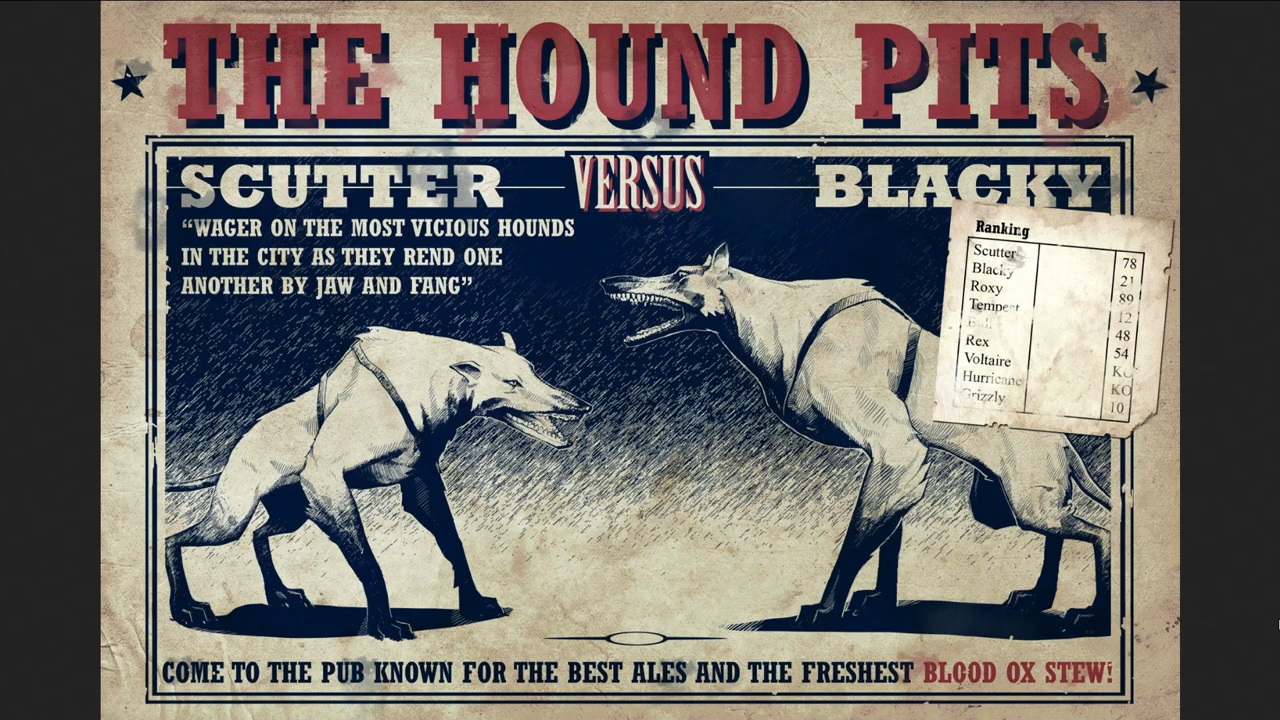 THE HOUND PITS
SCUTTER VERSUS BLACKY
“WAGER ON THE MOST VICIOUS HOUNDS
IN THE CITY AS THEY REND ONE
ANOTHER BY JAW AND FANG”
Ranking
Scutter 78
Blacky 21
Roxy 89
Tempest 12
48
Rex 54
Voltaire KO
Hurricane KO
Grizzly 10
COME TO THE PUB KNOWN FOR THE BEST ALES AND THE FRESHEST BLOOD OX STEW!